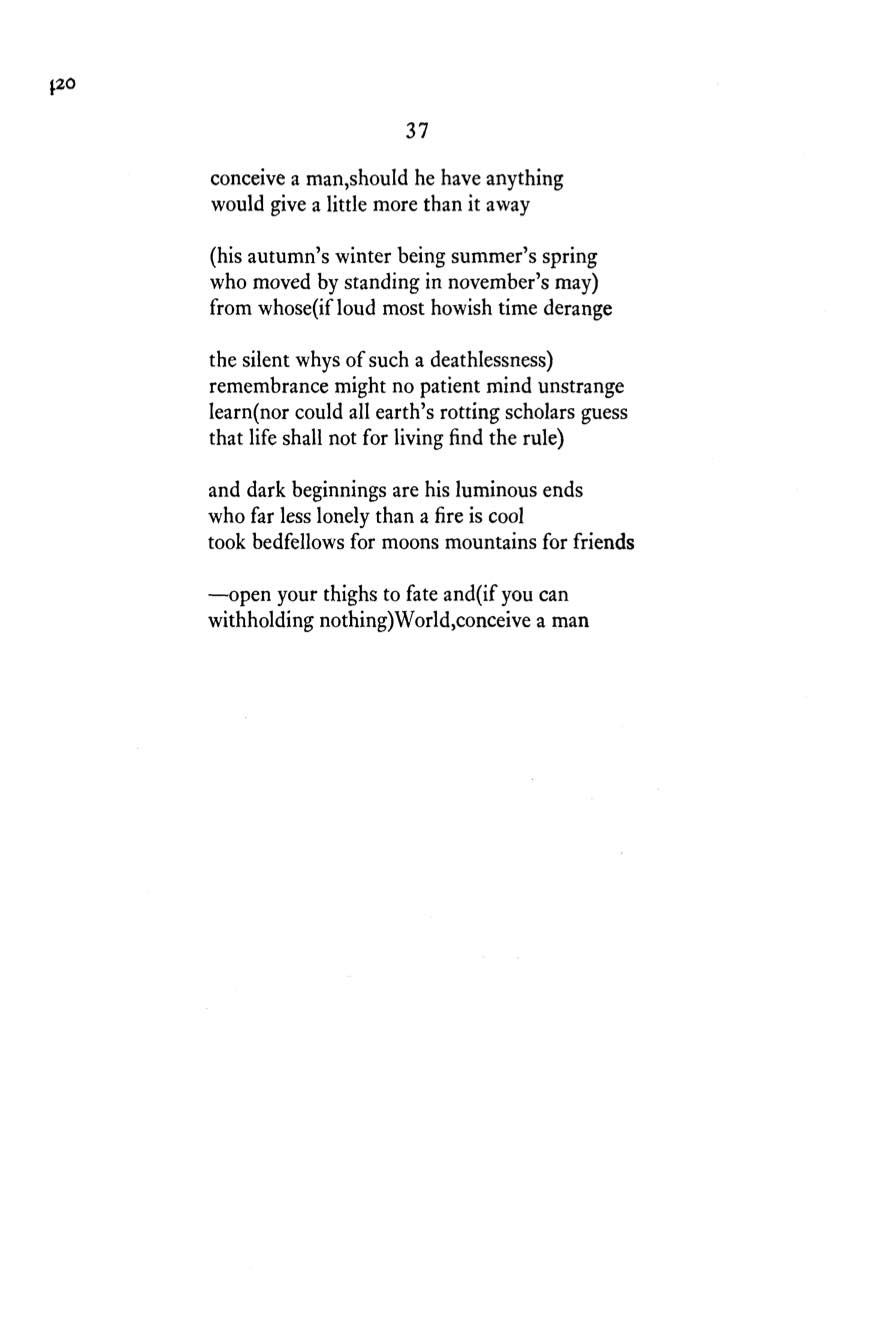 120
37
conceive a man,should he have anything
would give a little more than it away
(his autumn's winter being summer's spring
who moved by standing in november's may)
from whose(if loud most howish time derange
the silent whys of such a deathlessness)
remembrance might no patient mind unstrange
learn(nor could all earth's rotting scholars guess
that life shall not for living find the rule)
and dark beginnings are his luminous ends
who far less lonely than a fire is cool
took bedfellows for moons mountains for friends
—open your thighs to fate and(if you can
withholding nothing)World,conceive a man